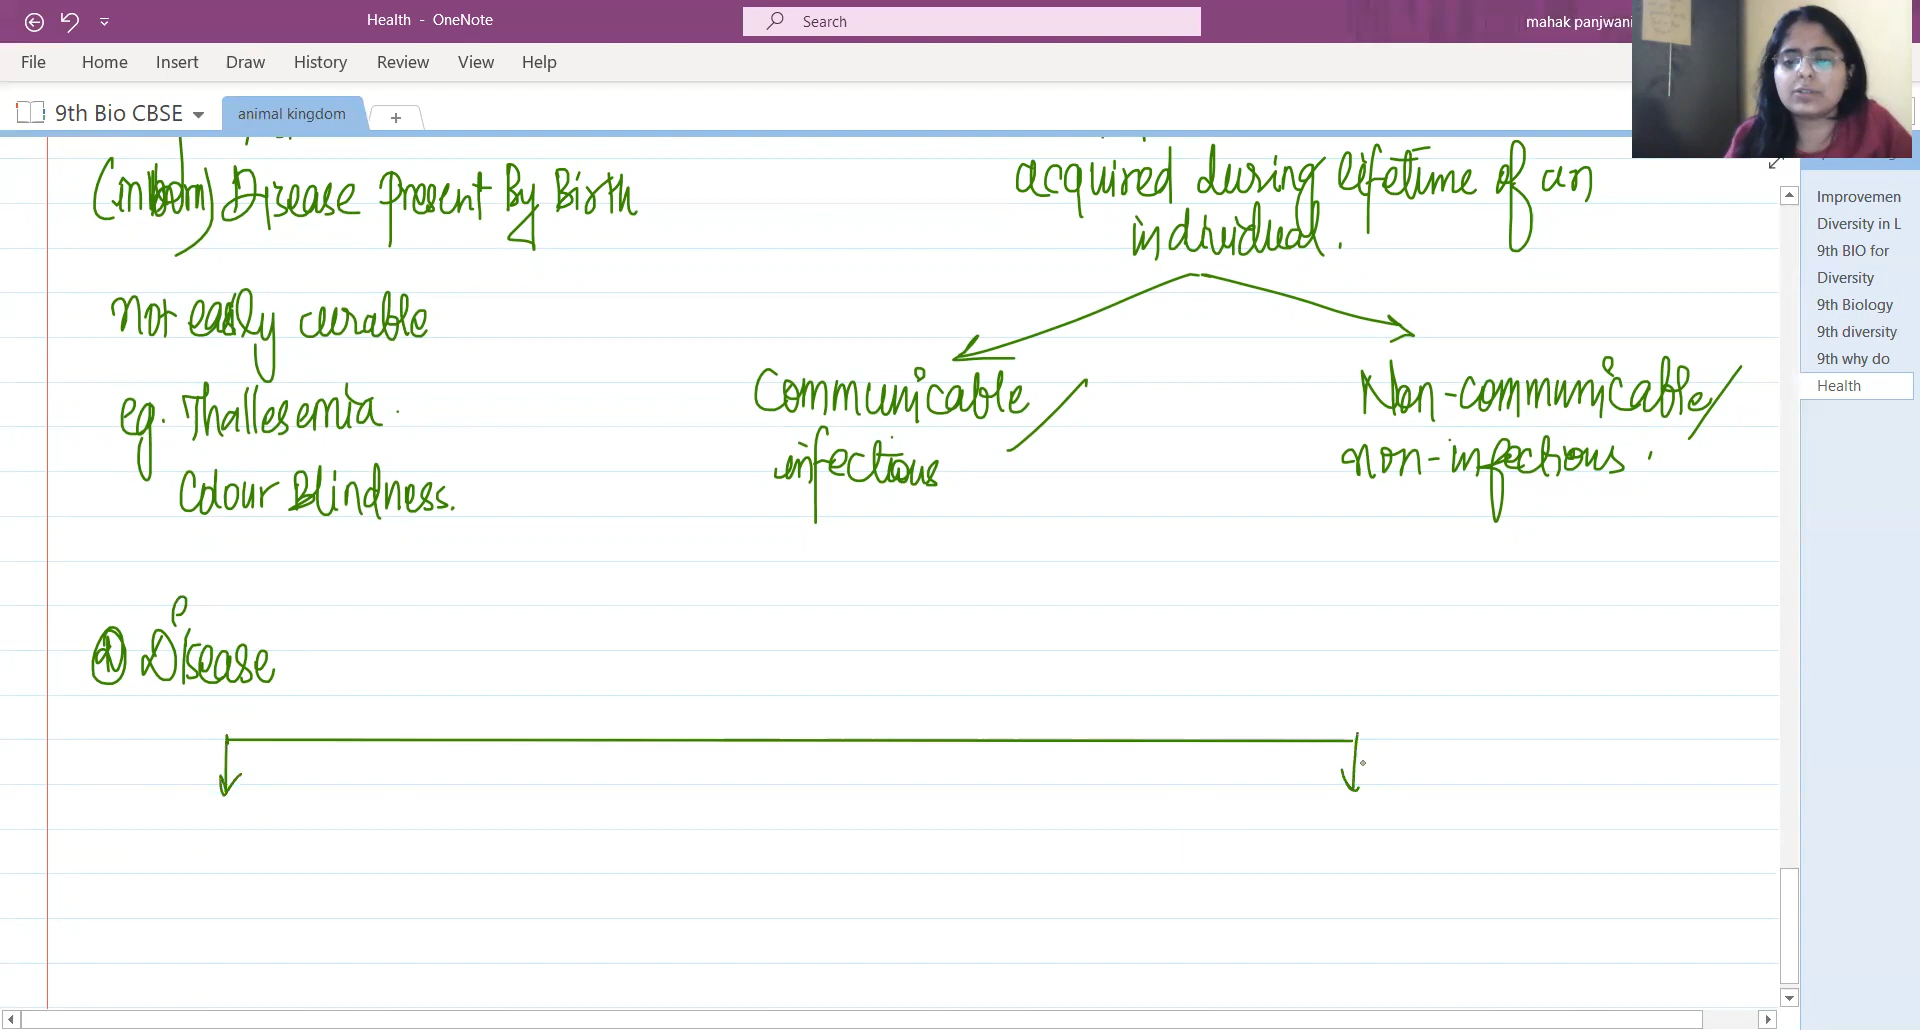 Health - OneNote
Search
mahak panjwani
File Home Insert Draw History Review View Help
9th Bio CBSE
animal kingdom
+
(inborn) Disease Present By Birth
not easily curable
eg. Thallesemia.
Colour Blindness.
acquired during lifetime of an
individual.
Communicable /
infectious
Non-communicable /
non-infectious.
Disease
Improvemen
Diversity in L
9th BIO for
Diversity
9th Biology
9th diversity
9th why do
Health